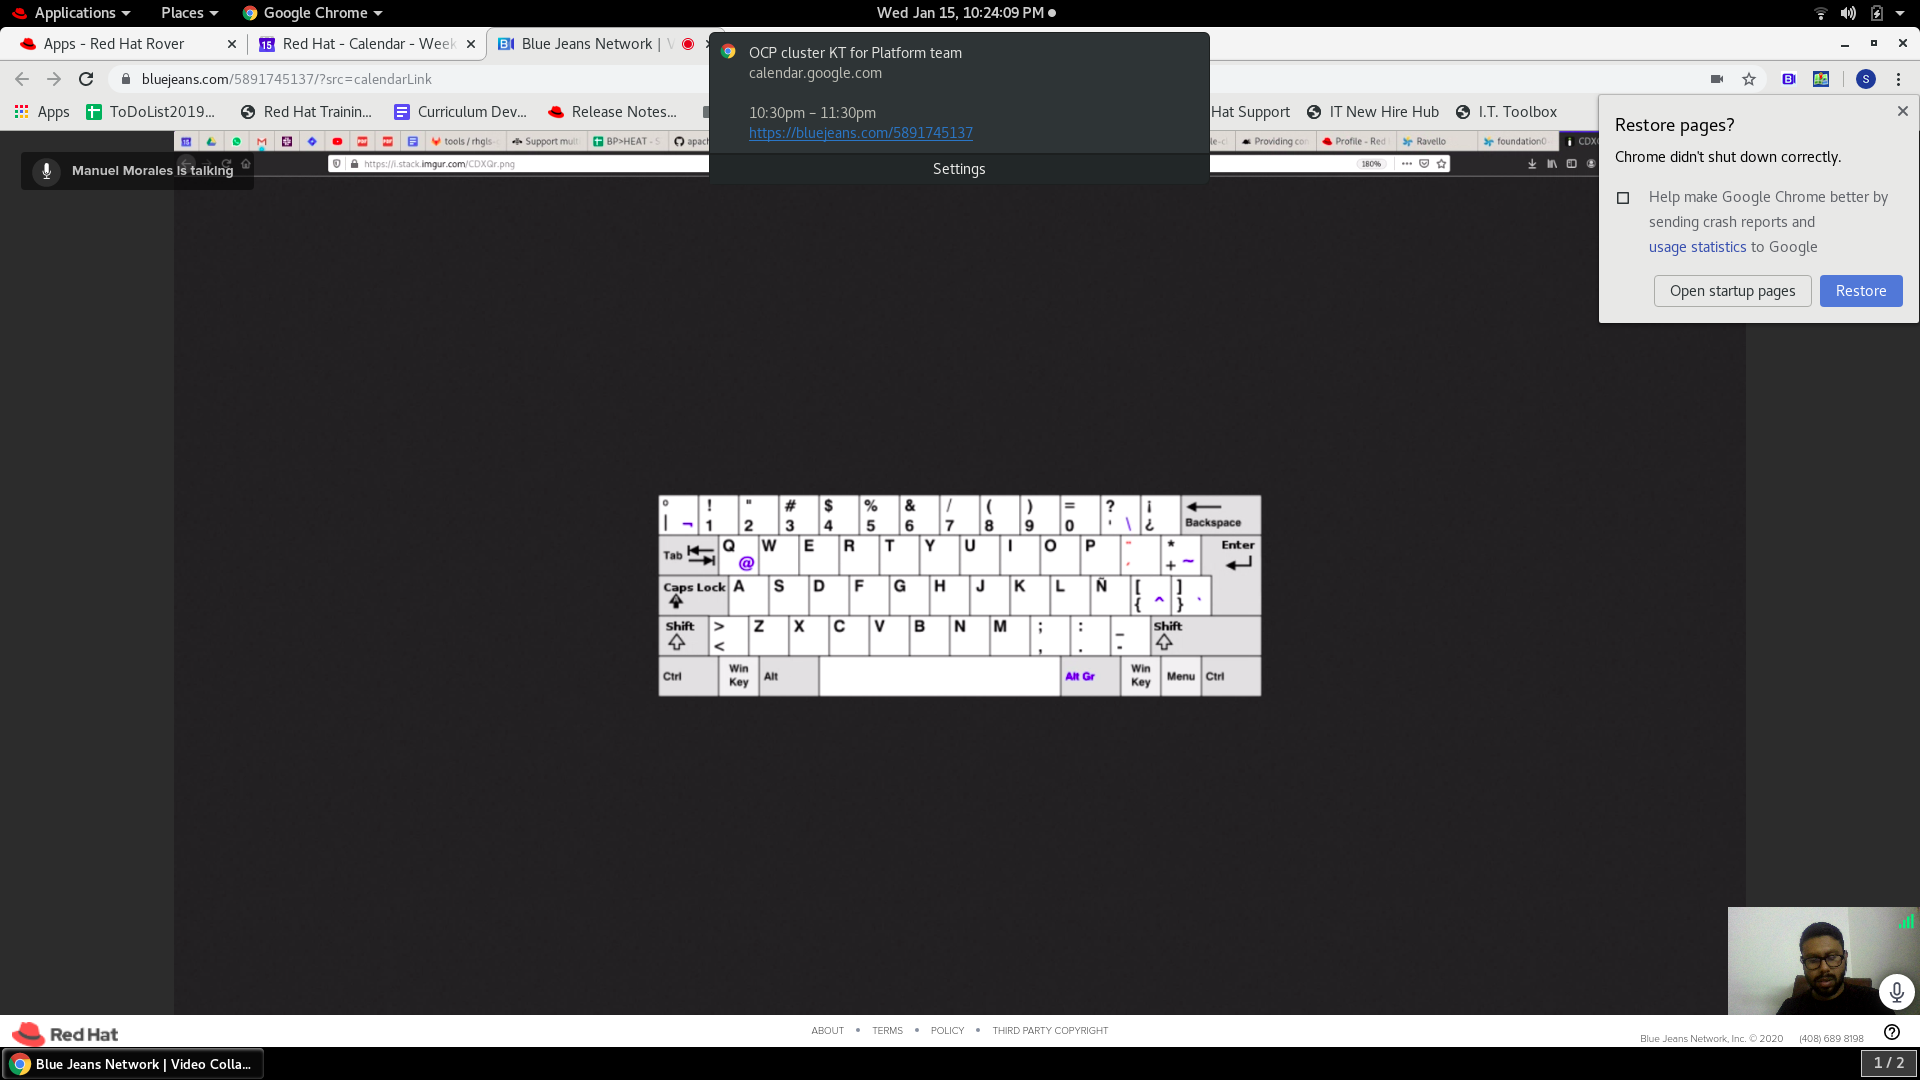 Applications Places Google Chrome Wed Jan 15, 10:24:09 PM
Apps - Red Hat Rover Red Hat - Calendar - Week Blue Jeans Network |
bluejeans.com/5891745137/?src=calendarLink S
Apps ToDoList2019... Red Hat Trainin... Curriculum Dev... Release Notes... Hat Support IT New Hire Hub I.T. Toolbox
OCP cluster KT for Platform team
calendar.google.com
10:30pm – 11:30pm
https://bluejeans.com/5891745137
Settings
Restore pages?
Chrome didn't shut down correctly.
Help make Google Chrome better by
sending crash reports and
usage statistics to Google
Open startup pages Restore
tools / rhgls- Support mult BP>HEAT - S apach Providing con Profile - Red Ravello foundation0 CDXQ
https://i.stack.imgur.com/CDXQr.png 180%
Manuel Morales is talking
° ! " # $ % & / ( ) = ? ¡
| ¬ 1 2 3 4 5 6 7 8 9 0 ' \ ¿ Backspace
Tab Q W E R T Y U I O P ¨ * Enter
@ ´ + ~
Caps Lock A S D F G H J K L Ñ [ ]
{ ^ } `
Shift > Z X C V B N M ; : _ Shift
< , . -
Ctrl Win Key Alt Alt Gr Win Key Menu Ctrl
Red Hat
ABOUT • TERMS • POLICY • THIRD PARTY COPYRIGHT
Blue Jeans Network, Inc. © 2020 (408) 689 8198
Blue Jeans Network | Video Colla... 1 / 2